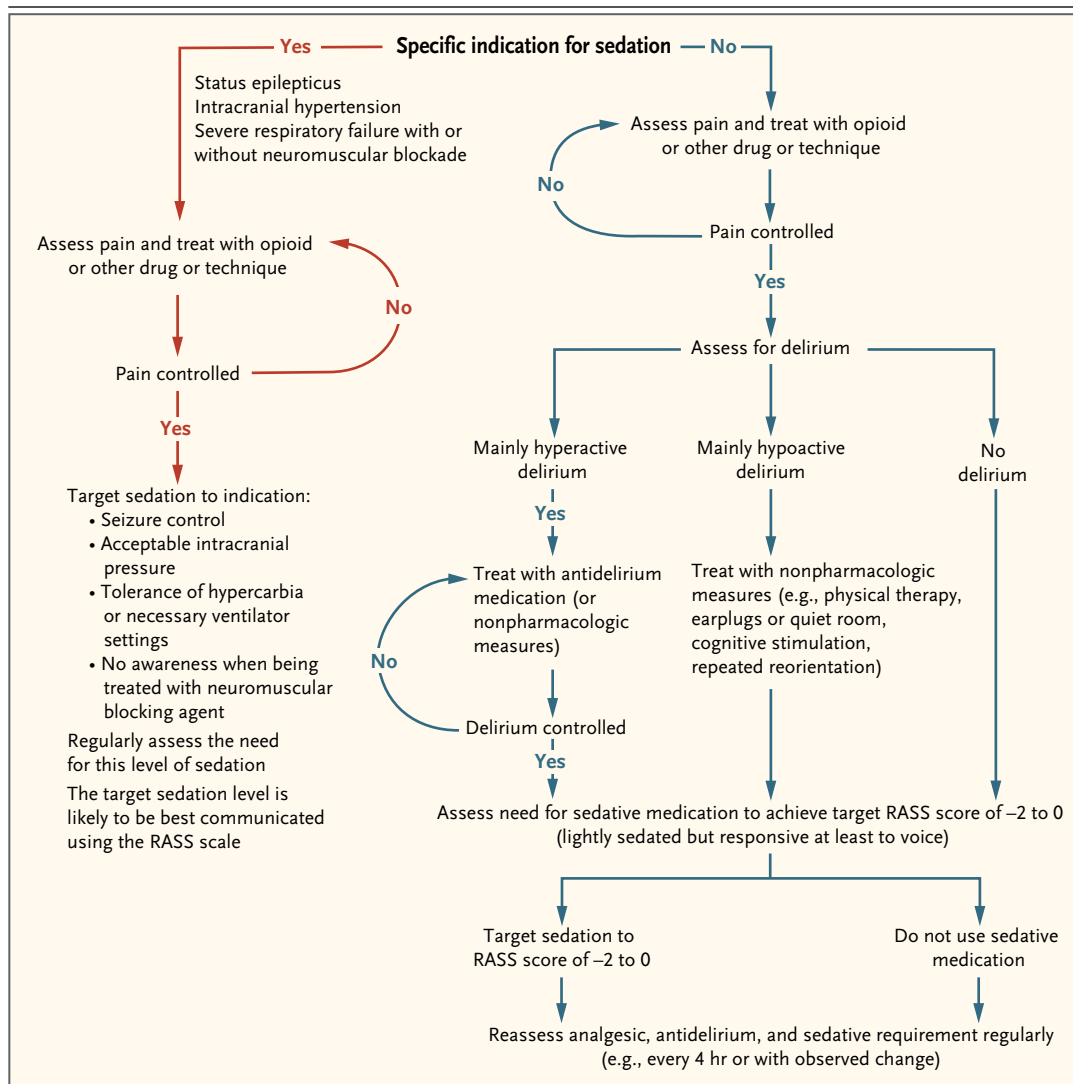 Specific indication for sedation
Yes
No
Status epilepticus
Intracranial hypertension
Severe respiratory failure with or
without neuromuscular blockade
Assess pain and treat with opioid
or other drug or technique
No
Pain controlled
Yes
Target sedation to indication:
• Seizure control
• Acceptable intracranial
pressure
• Tolerance of hypercarbia
or necessary ventilator
settings
• No awareness when being
treated with neuromuscular
blocking agent
Regularly assess the need
for this level of sedation
The target sedation level is
likely to be best communicated
using the RASS scale
Assess pain and treat with opioid
or other drug or technique
No
Pain controlled
Yes
Assess for delirium
Mainly hyperactive
delirium
Yes
Treat with antidelirium
medication (or
nonpharmacologic
measures)
No
Delirium controlled
Yes
Mainly hypoactive
delirium
Treat with nonpharmacologic
measures (e.g., physical therapy,
earplugs or quiet room,
cognitive stimulation,
repeated reorientation)
No
delirium
Assess need for sedative medication to achieve target RASS score of –2 to 0
(lightly sedated but responsive at least to voice)
Target sedation to
RASS score of –2 to 0
Do not use sedative
medication
Reassess analgesic, antidelirium, and sedative requirement regularly
(e.g., every 4 hr or with observed change)